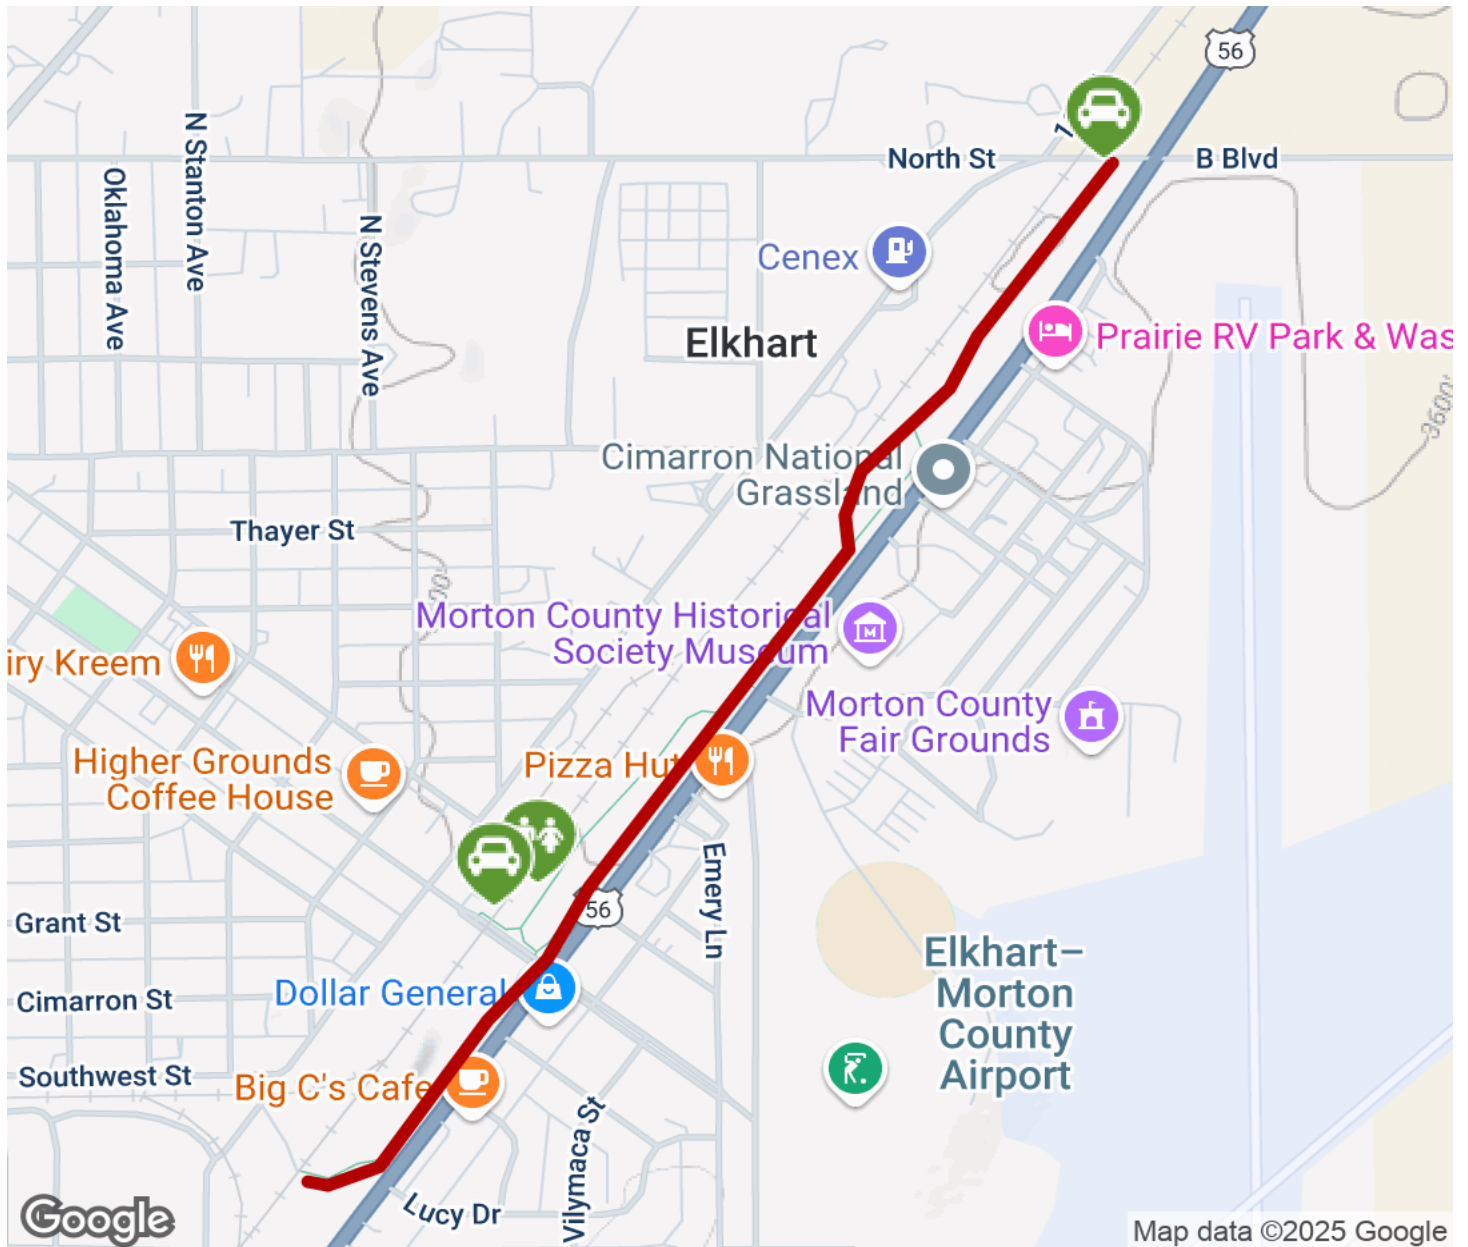 56
1
North St
B Blvd
N Stanton Ave
Oklahoma Ave
N Stevens Ave
Cenex
Elkhart
Prairie RV Park & Was
3600
Cimarron National
Grassland
Thayer St
Morton County Historical
Society Museum
iry Kreem
Morton County
Fair Grounds
Higher Grounds
Coffee House
Pizza Hut
Emery Ln
56
Grant St
Elkhart–
Morton
County
Airport
Dollar General
Cimarron St
Southwest St
Big C's Cafe
Vilymaca St
Lucy Dr
Google
Map data ©2025 Google